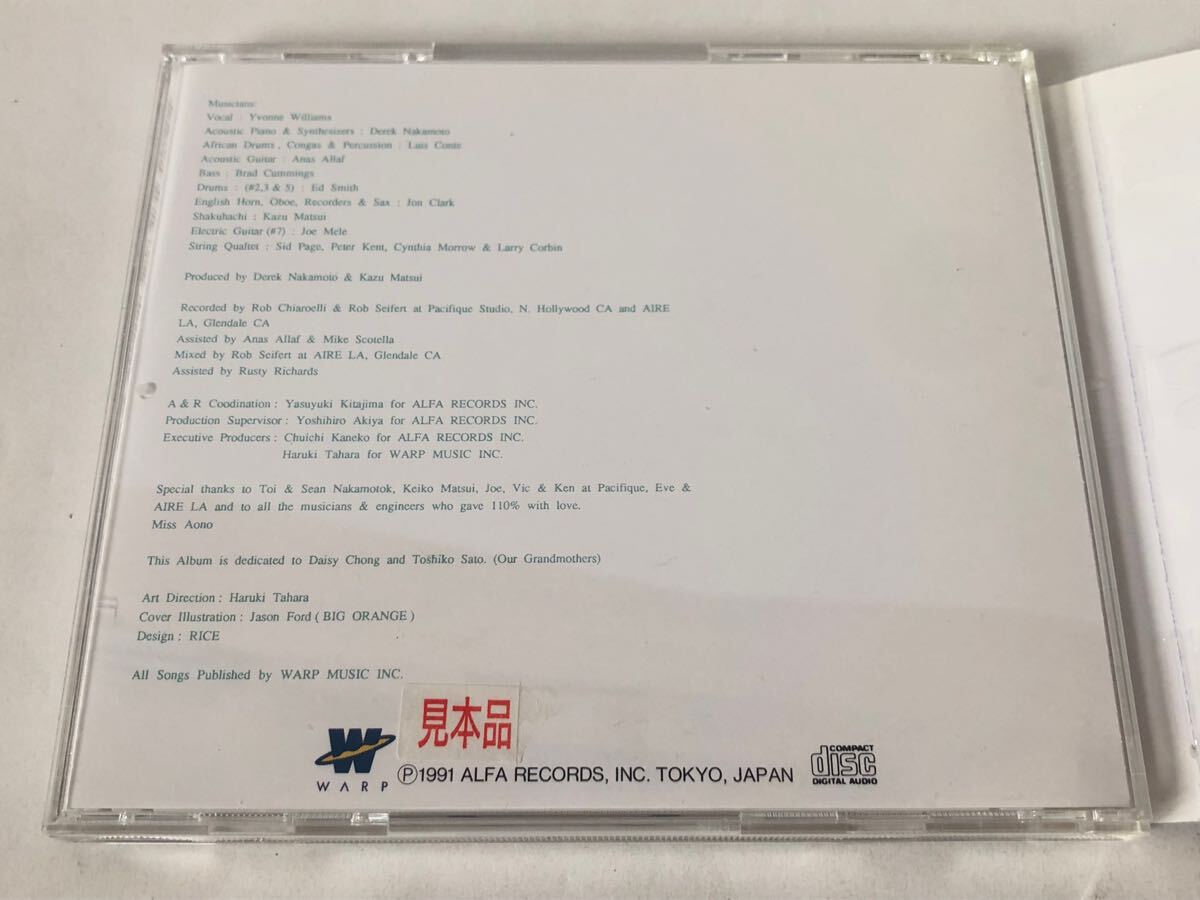 Musicians:
Vocal : Yvonne Williams
Acoustic Piano & Synthesizers : Derek Nakamoto
African Drums, Congas & Percussion : Luis Conte
Acoustic Guitar : Anas Allaf
Bass : Brad Cummings
Drums : (#2,3 & 5) : Ed Smith
English Horn, Oboe, Recorders & Sax : Jon Clark
Shakuhachi : Kazu Matsui
Electric Guitar (#7) : Joe Mele
String Quaftet : Sid Page, Peter Kent, Cynthia Morrow & Larry Corbin
Produced by Derek Nakamoto & Kazu Matsui
Recorded by Rob Chiaroelli & Rob Seifert at Pacifique Studio, N. Hollywood CA and AIRE
LA, Glendale CA
Assisted by Anas Allaf & Mike Scotella
Mixed by Rob Seifert at AIRE LA, Glendale CA
Assisted by Rusty Richards
A & R Coodination : Yasuyuki Kitajima for ALFA RECORDS INC.
Production Supervisor : Yoshihiro Akiya for ALFA RECORDS INC.
Executive Producers : Chuichi Kaneko for ALFA RECORDS INC.
Haruki Tahara for WARP MUSIC INC.
Special thanks to Toi & Sean Nakamotok, Keiko Matsui, Joe, Vic & Ken at Pacifique, Eve &
AIRE LA and to all the musicians & engineers who gave 110% with love.
Miss Aono
This Album is dedicated to Daisy Chong and Toshiko Sato. (Our Grandmothers)
Art Direction : Haruki Tahara
Cover Illustration : Jason Ford ( BIG ORANGE )
Design : RICE
All Songs Published by WARP MUSIC INC.
見本品
W
WARP
Ⓟ1991 ALFA RECORDS, INC. TOKYO, JAPAN
COMPACT
disc
DIGITAL AUDIO